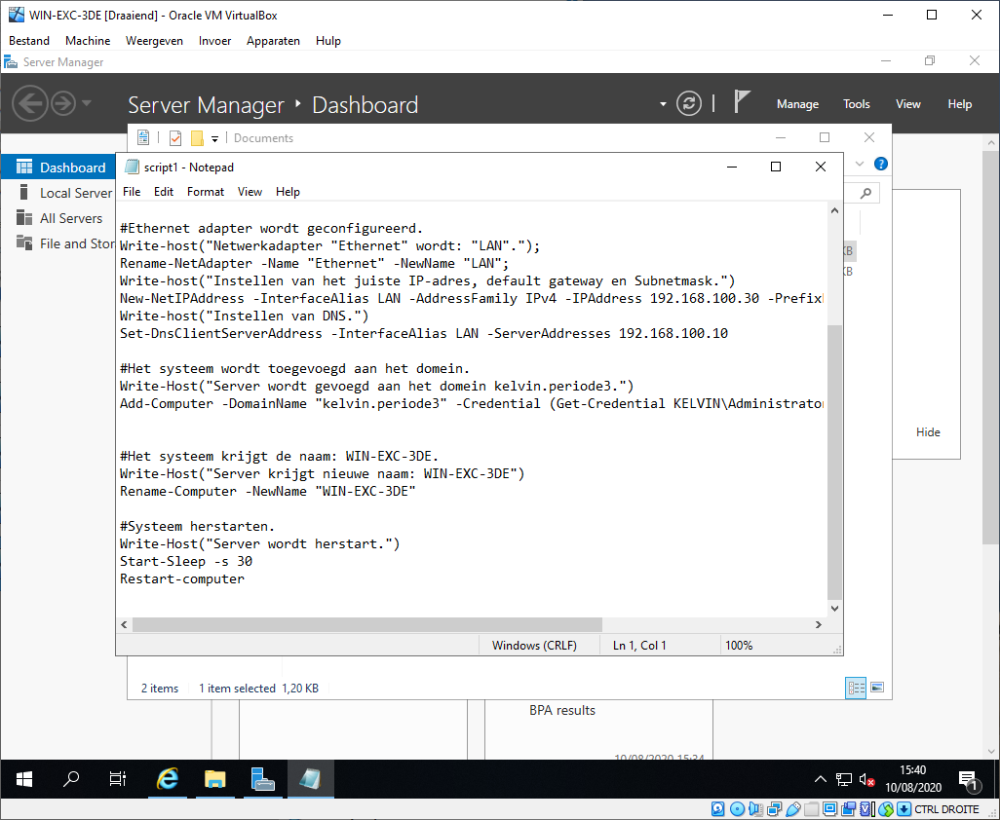 WIN-EXC-3DE [Draaiend] - Oracle VM VirtualBox
Bestand Machine Weergeven Invoer Apparaten Hulp
Server Manager
Server Manager Dashboard
Manage Tools View Help
Documents
Dashboard
Local Server
All Servers
File and Stor
script1 - Notepad
File Edit Format View Help
#Ethernet adapter wordt geconfigureerd.
Write-host("Netwerkadapter "Ethernet" wordt: "LAN".");
Rename-NetAdapter -Name "Ethernet" -NewName "LAN";
Write-host("Instellen van het juiste IP-adres, default gateway en Subnetmask.")
New-NetIPAddress -InterfaceAlias LAN -AddressFamily IPv4 -IPAddress 192.168.100.30 -Prefix
Write-host("Instellen van DNS.")
Set-DnsClientServerAddress -InterfaceAlias LAN -ServerAddresses 192.168.100.10
#Het systeem wordt toegevoegd aan het domein.
Write-Host("Server wordt gevoegd aan het domein kelvin.periode3.")
Add-Computer -DomainName "kelvin.periode3" -Credential (Get-Credential KELVIN\Administrator
#Het systeem krijgt de naam: WIN-EXC-3DE.
Write-Host("Server krijgt nieuwe naam: WIN-EXC-3DE")
Rename-Computer -NewName "WIN-EXC-3DE"
#Systeem herstarten.
Write-Host("Server wordt herstart.")
Start-Sleep -s 30
Restart-computer
Windows (CRLF) Ln 1, Col 1 100%
KB
KB
Hide
2 items 1 item selected 1,20 KB
BPA results
10/08/2020 15:34
15:40
10/08/2020
1
CTRL DROITE